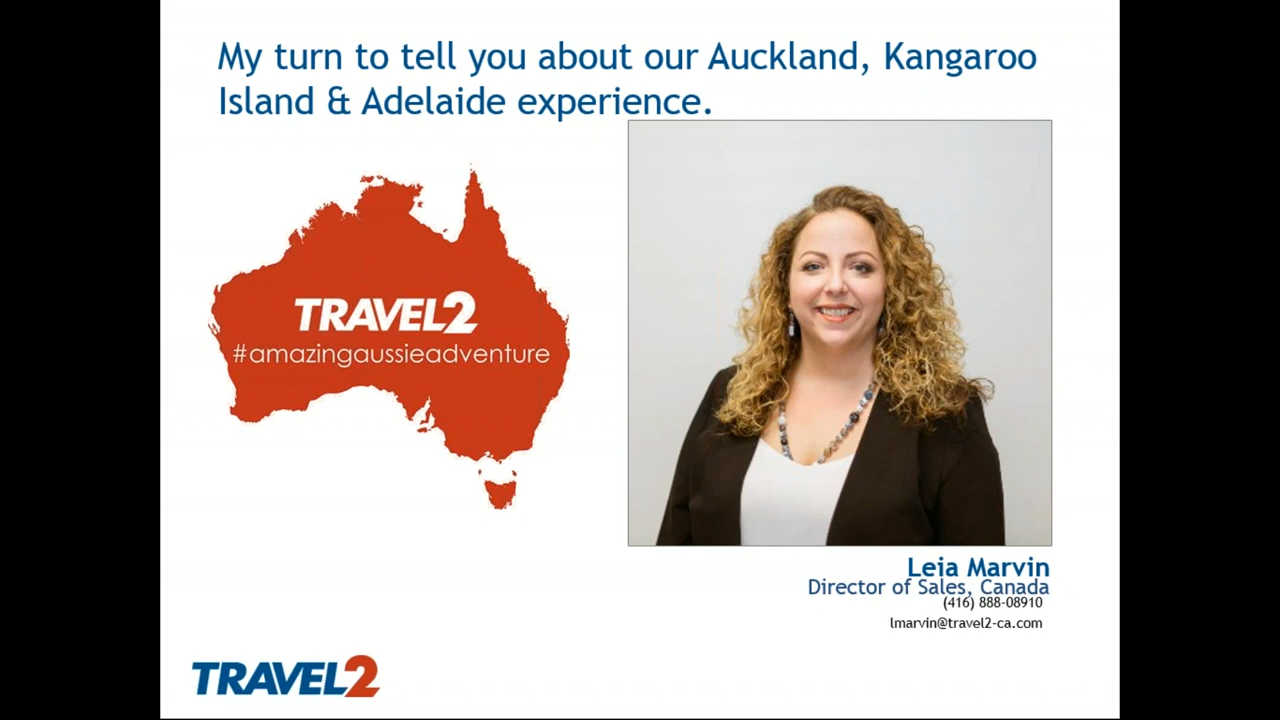 My turn to tell you about our Auckland, Kangaroo
Island & Adelaide experience.
TRAVEL2
#amazingaussieadventure
Leia Marvin
Director of Sales, Canada
(416) 888-08910
lmarvin@travel2-ca.com
TRAVEL2